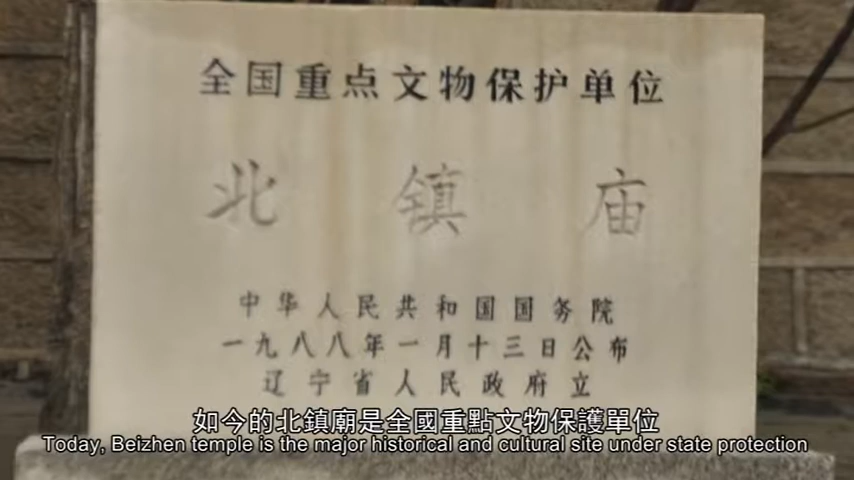 全国重点文物保护单位
北镇庙
中华人民共和国国务院
一九八八年一月十三日公布
辽宁省人民政府立
如今的北鎮廟是全國重點文物保護單位
Today, Beizhen temple is the major historical and cultural site under state protection